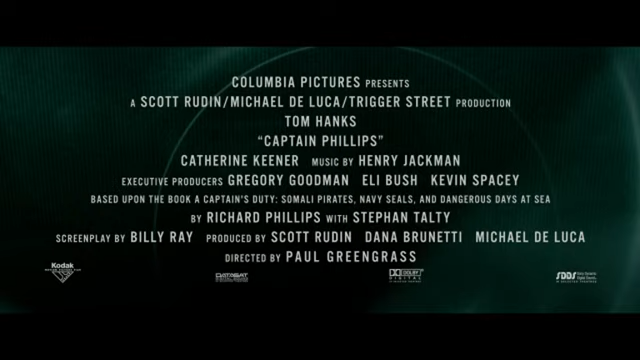 COLUMBIA PICTURES PRESENTS
A SCOTT RUDIN/MICHAEL DE LUCA/TRIGGER STREET PRODUCTION
TOM HANKS
“CAPTAIN PHILLIPS”
CATHERINE KEENER MUSIC BY HENRY JACKMAN
EXECUTIVE PRODUCERS GREGORY GOODMAN ELI BUSH KEVIN SPACEY
BASED UPON THE BOOK A CAPTAIN'S DUTY: SOMALI PIRATES, NAVY SEALS, AND DANGEROUS DAYS AT SEA
BY RICHARD PHILLIPS WITH STEPHAN TALTY
SCREENPLAY BY BILLY RAY PRODUCED BY SCOTT RUDIN DANA BRUNETTI MICHAEL DE LUCA
DIRECTED BY PAUL GREENGRASS
Kodak
DATASAT
DOLBY
DIGITAL
SDDS